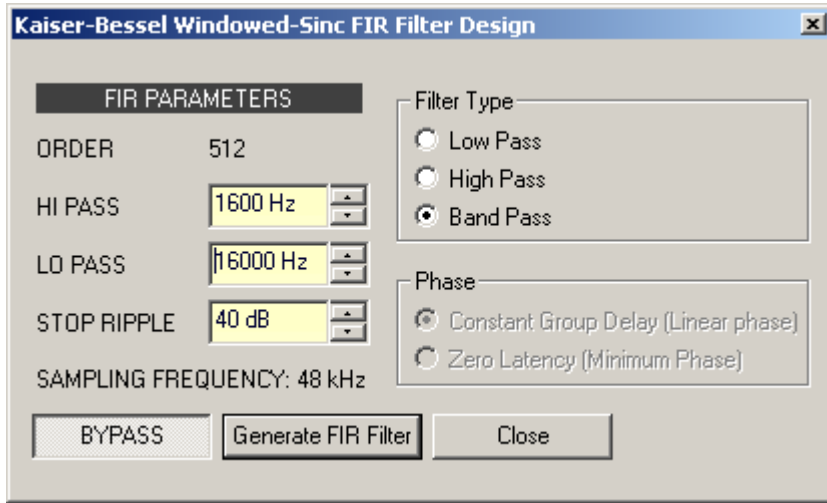 Kaiser-Bessel Windowed-Sinc FIR Filter Design
FIR PARAMETERS
ORDER 512
HI PASS 1600 Hz
LO PASS 16000 Hz
STOP RIPPLE 40 dB
SAMPLING FREQUENCY: 48 kHz
Filter Type
Low Pass
High Pass
Band Pass
Phase
Constant Group Delay (Linear phase)
Zero Latency (Minimum Phase)
BYPASS
Generate FIR Filter
Close